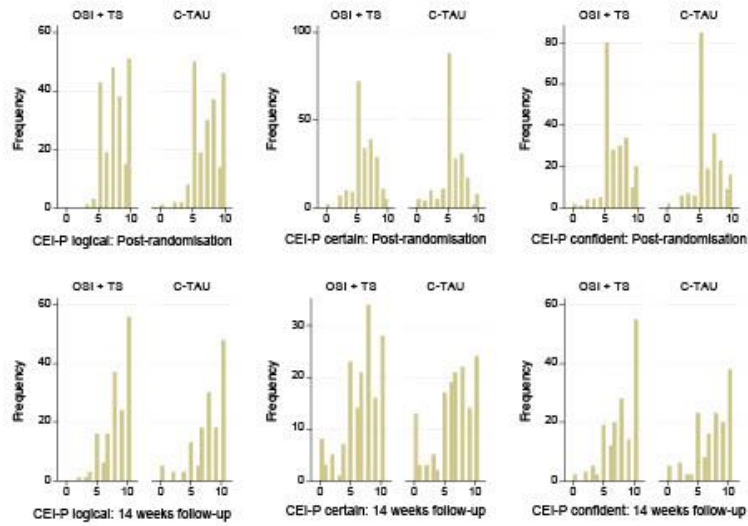 OSI + TS C-TAU
60
40
20
0
Frequency
0 5 10 0 5 10
CEI-P logical: Post-randomisation
OSI + TS C-TAU
100
50
0
Frequency
0 5 10 0 5 10
CEI-P certain: Post-randomisation
OSI + TS C-TAU
80
60
40
20
0
Frequency
0 5 10 0 5 10
CEI-P confident: Post-randomisation
OSI + TS C-TAU
60
40
20
0
Frequency
0 5 10 0 5 10
CEI-P logical: 14 weeks follow-up
OSI + TS C-TAU
30
20
10
0
Frequency
0 5 10 0 5 10
CEI-P certain: 14 weeks follow-up
OSI + TS C-TAU
60
40
20
0
Frequency
0 5 10 0 5 10
CEI-P confident: 14 weeks follow-up